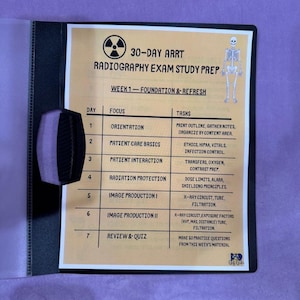 30-DAY ARRT
RADIOGRAPHY EXAM STUDY PREP
WEEK 1 — FOUNDATION & REFRESH
DAY FOCUS TASKS
1 ORIENTATION PRINT OUTLINE, GATHER NOTES, ORGANIZE BY CONTENT AREA.
2 PATIENT CARE BASICS ETHICS, HIPAA, VITALS, INFECTION CONTROL.
3 PATIENT INTERACTION TRANSFERS, OXYGEN, CONTRAST PREP.
4 RADIATION PROTECTION DOSE LIMITS, ALARA, SHIELDING PRINCIPLES.
5 IMAGE PRODUCTION I X-RAY CIRCUIT, TUBE, FILTRATION.
6 IMAGE PRODUCTION II X-RAY CIRCUIT, EXPOSURE FACTORS (KVP, MAS, DISTANCE) TUBE, FILTRATION.
7 REVIEW & QUIZ PRACTICE QUESTIONS FROM THIS WEEK'S MATERIAL.